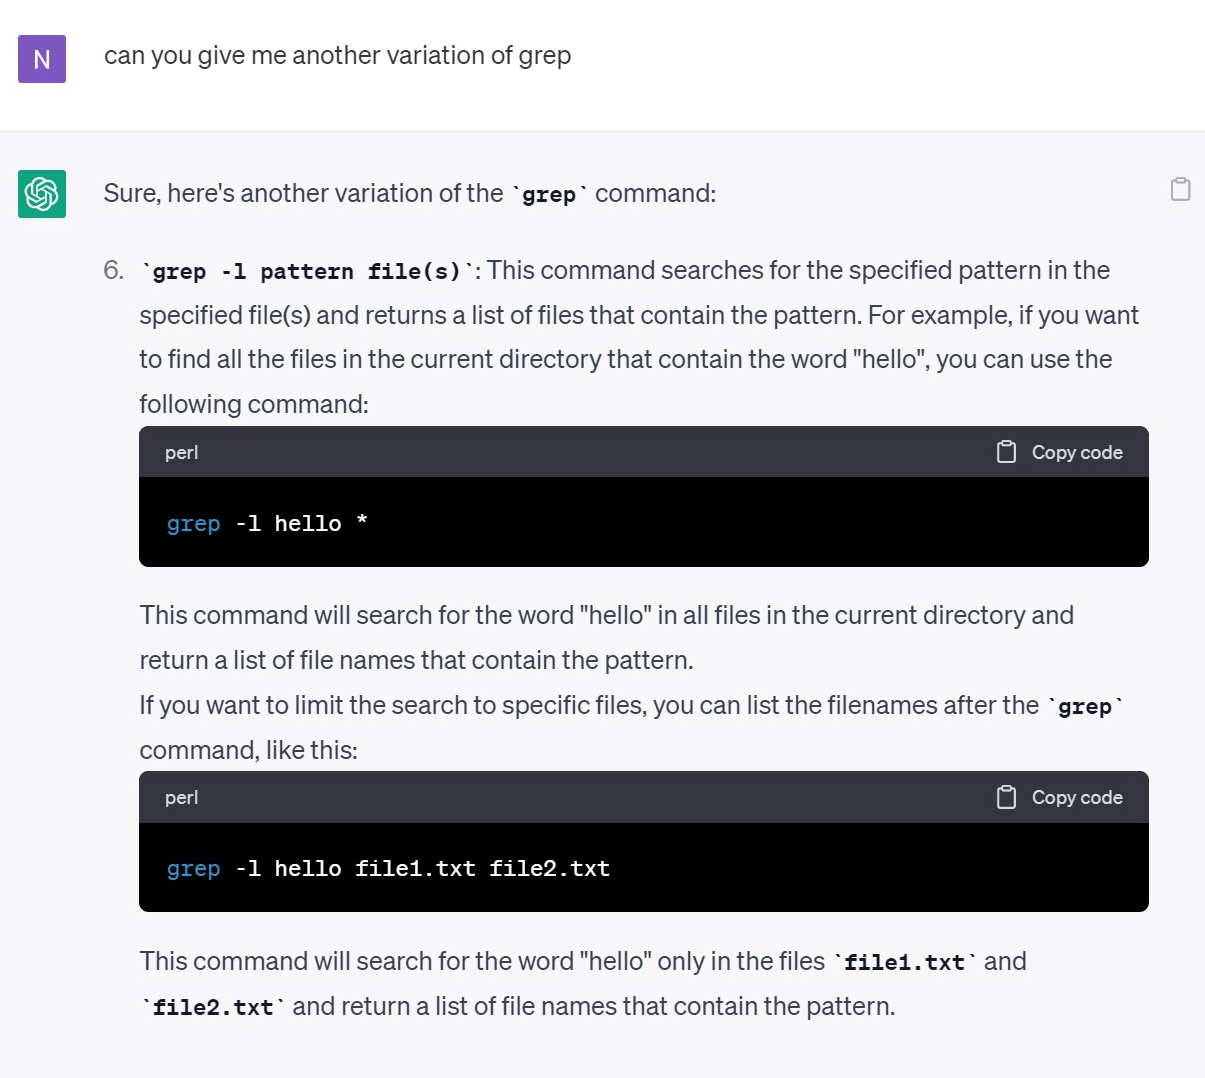 N
can you give me another variation of grep
Sure, here's another variation of the `grep` command:
6. `grep -l pattern file(s)`: This command searches for the specified pattern in the
specified file(s) and returns a list of files that contain the pattern. For example, if you want
to find all the files in the current directory that contain the word "hello", you can use the
following command:
perl
Copy code
grep -l hello *
This command will search for the word "hello" in all files in the current directory and
return a list of file names that contain the pattern.
If you want to limit the search to specific files, you can list the filenames after the `grep`
command, like this:
perl
Copy code
grep -l hello file1.txt file2.txt
This command will search for the word "hello" only in the files `file1.txt` and
`file2.txt` and return a list of file names that contain the pattern.